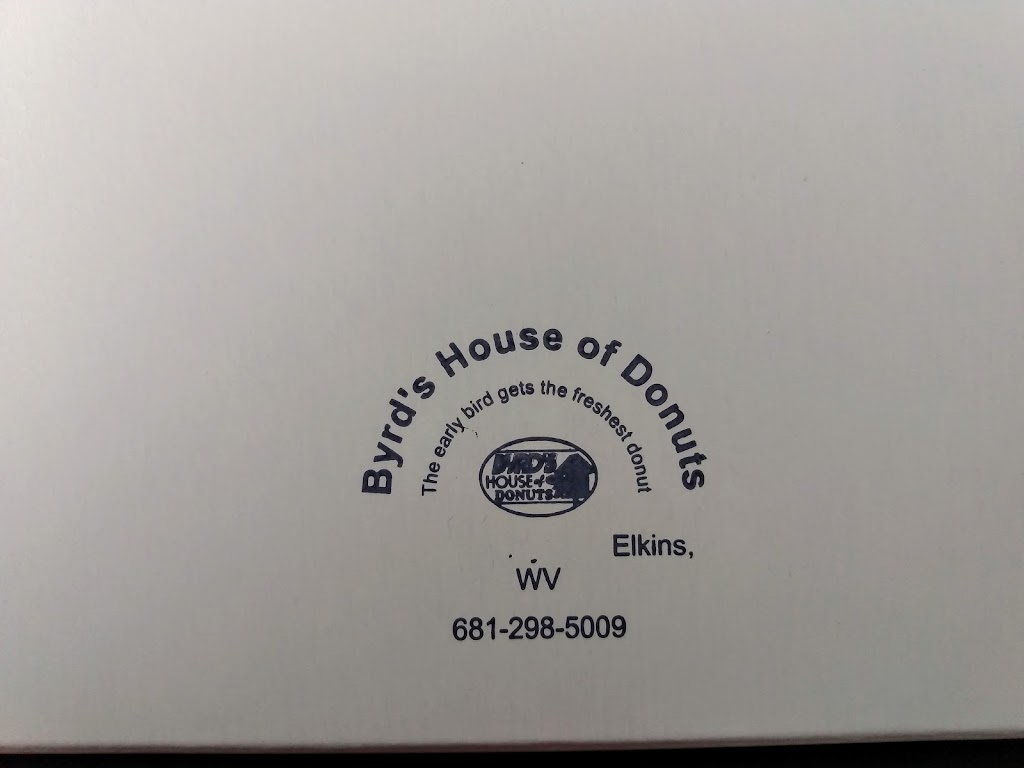 Byrd's House of Donuts
The early bird gets the freshest donut
BYRD'S
HOUSE of
DONUTS
Elkins,
WV
681-298-5009